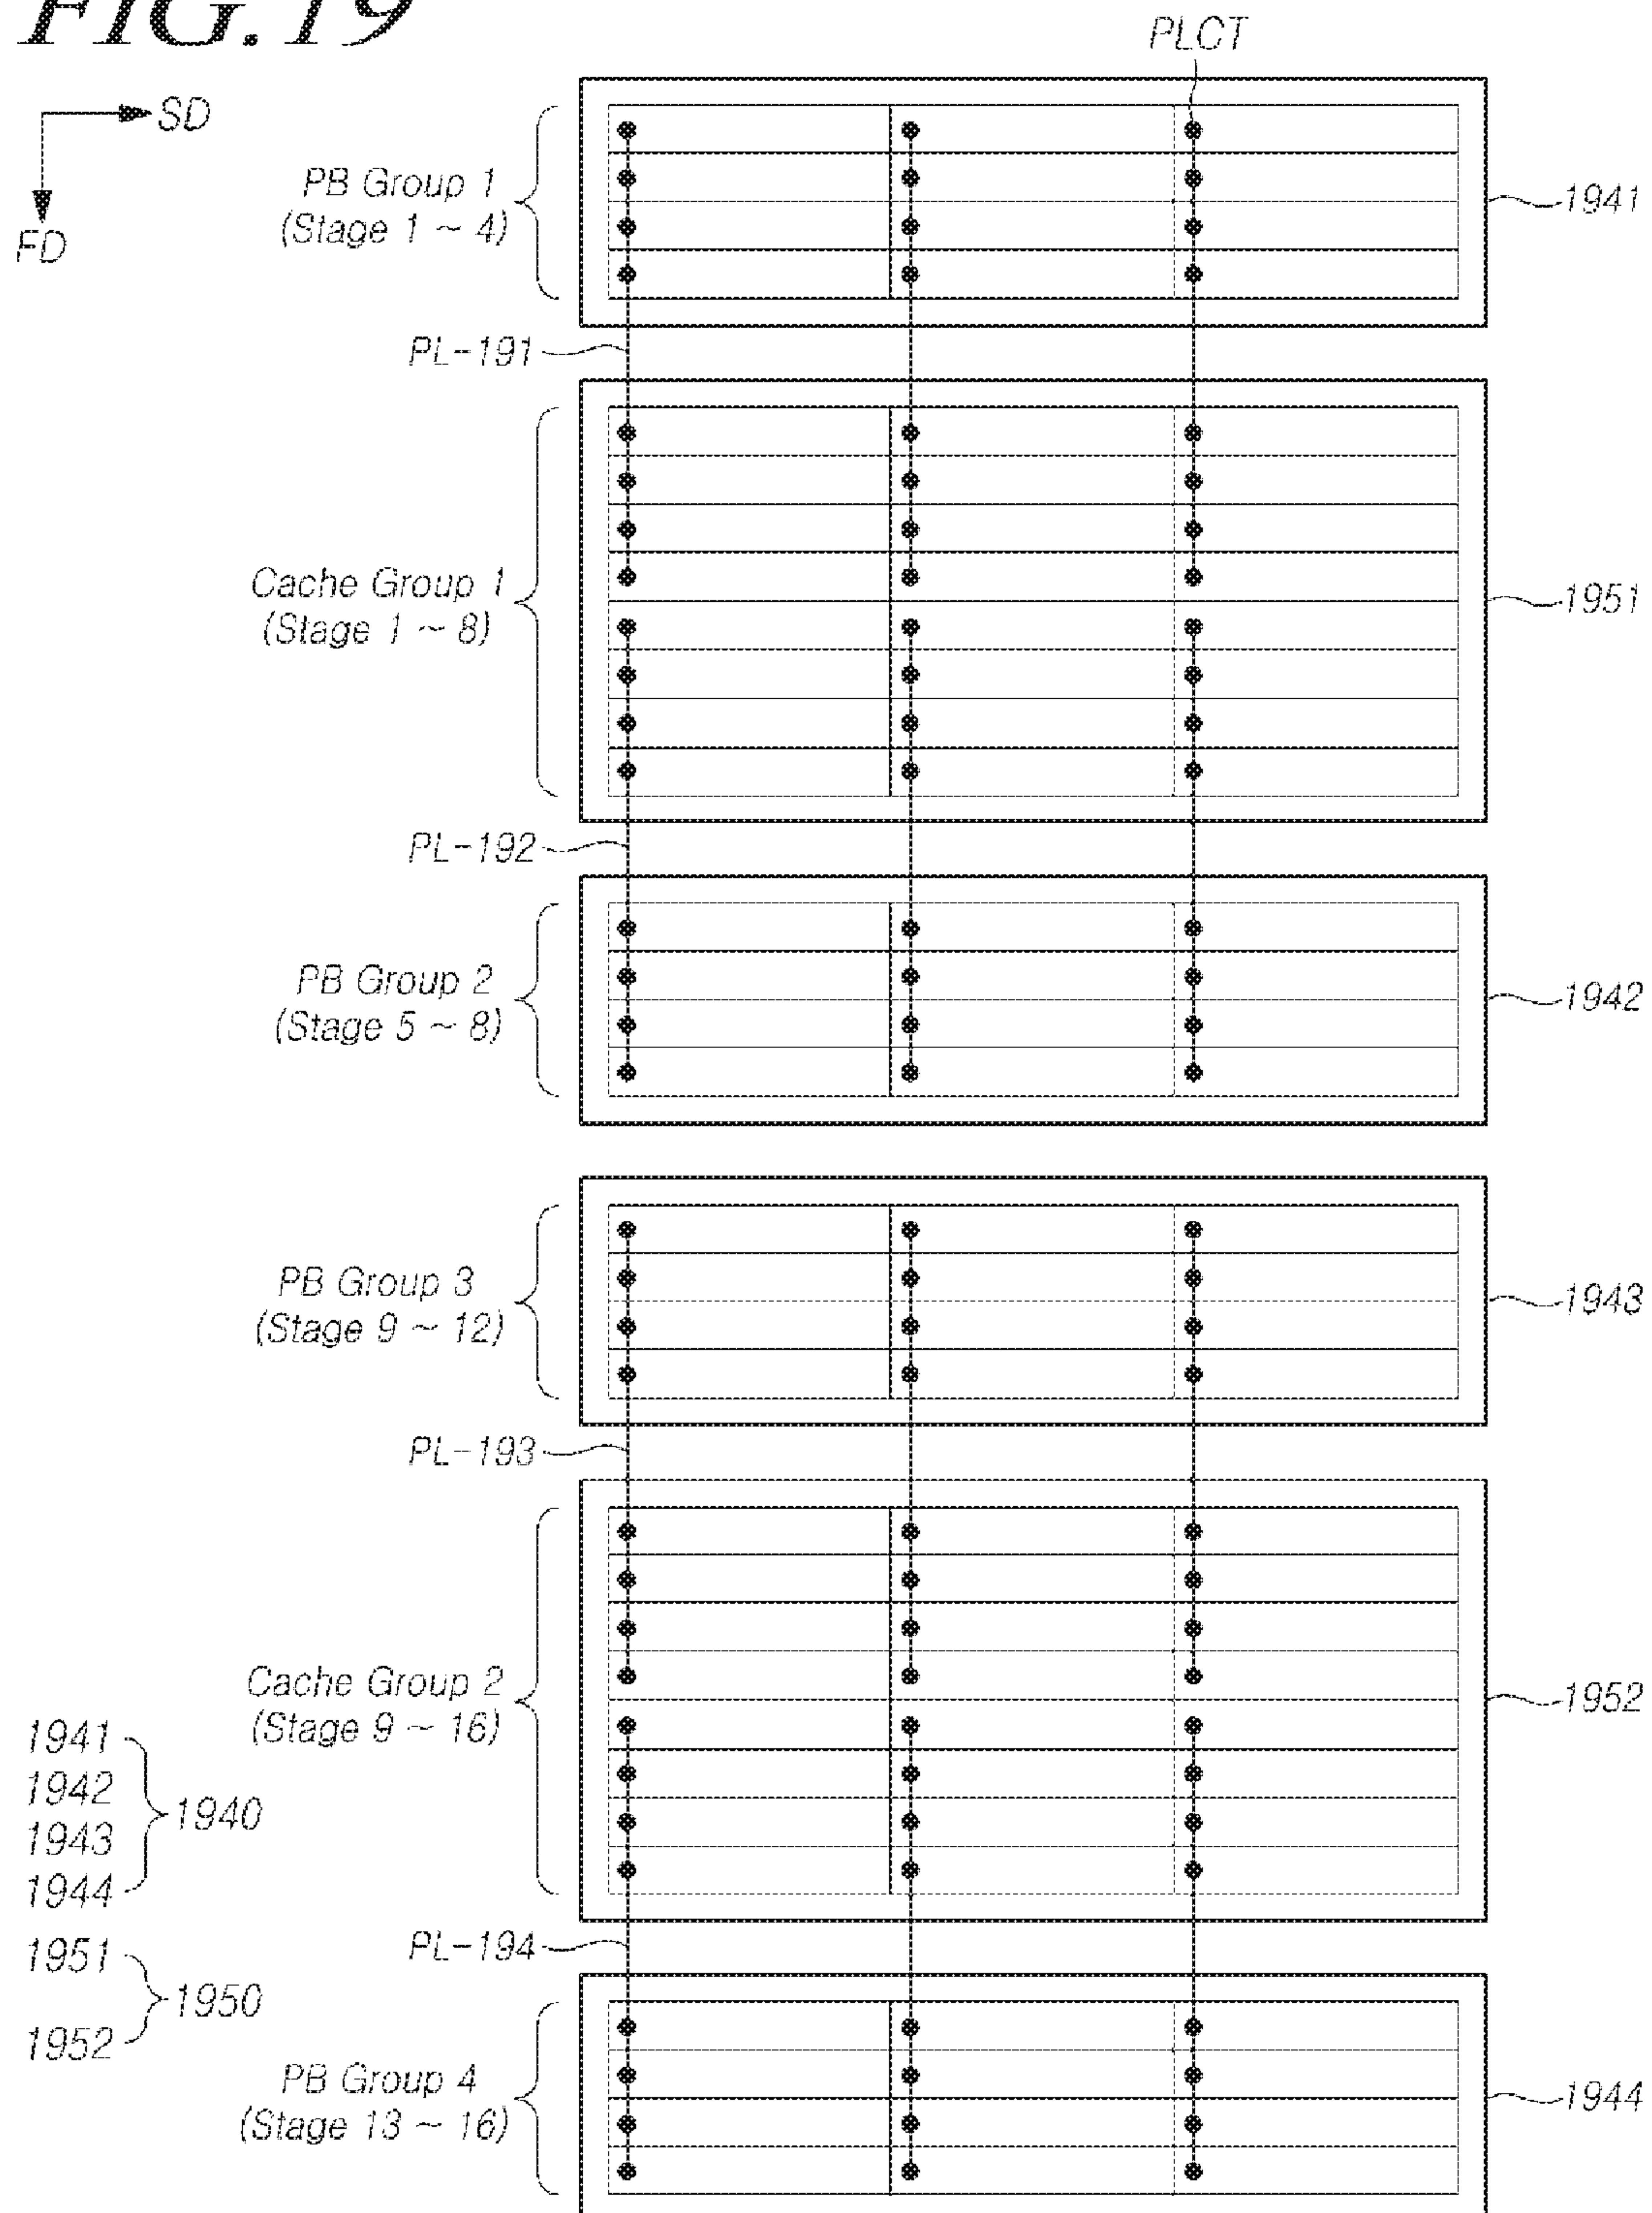 FIG. 19
PLCT
SD
FD
PB Group 1
(Stage 1 ~ 4)
1941
PL-191
Cache Group 1
(Stage 1 ~ 8)
1951
PL-192
PB Group 2
(Stage 5 ~ 8)
1942
PB Group 3
(Stage 9 ~ 12)
1943
PL-193
Cache Group 2
(Stage 9 ~ 16)
1952
1941
1942
1943
1944
1940
1951
1952
1950
PL-194
PB Group 4
(Stage 13 ~ 16)
1944